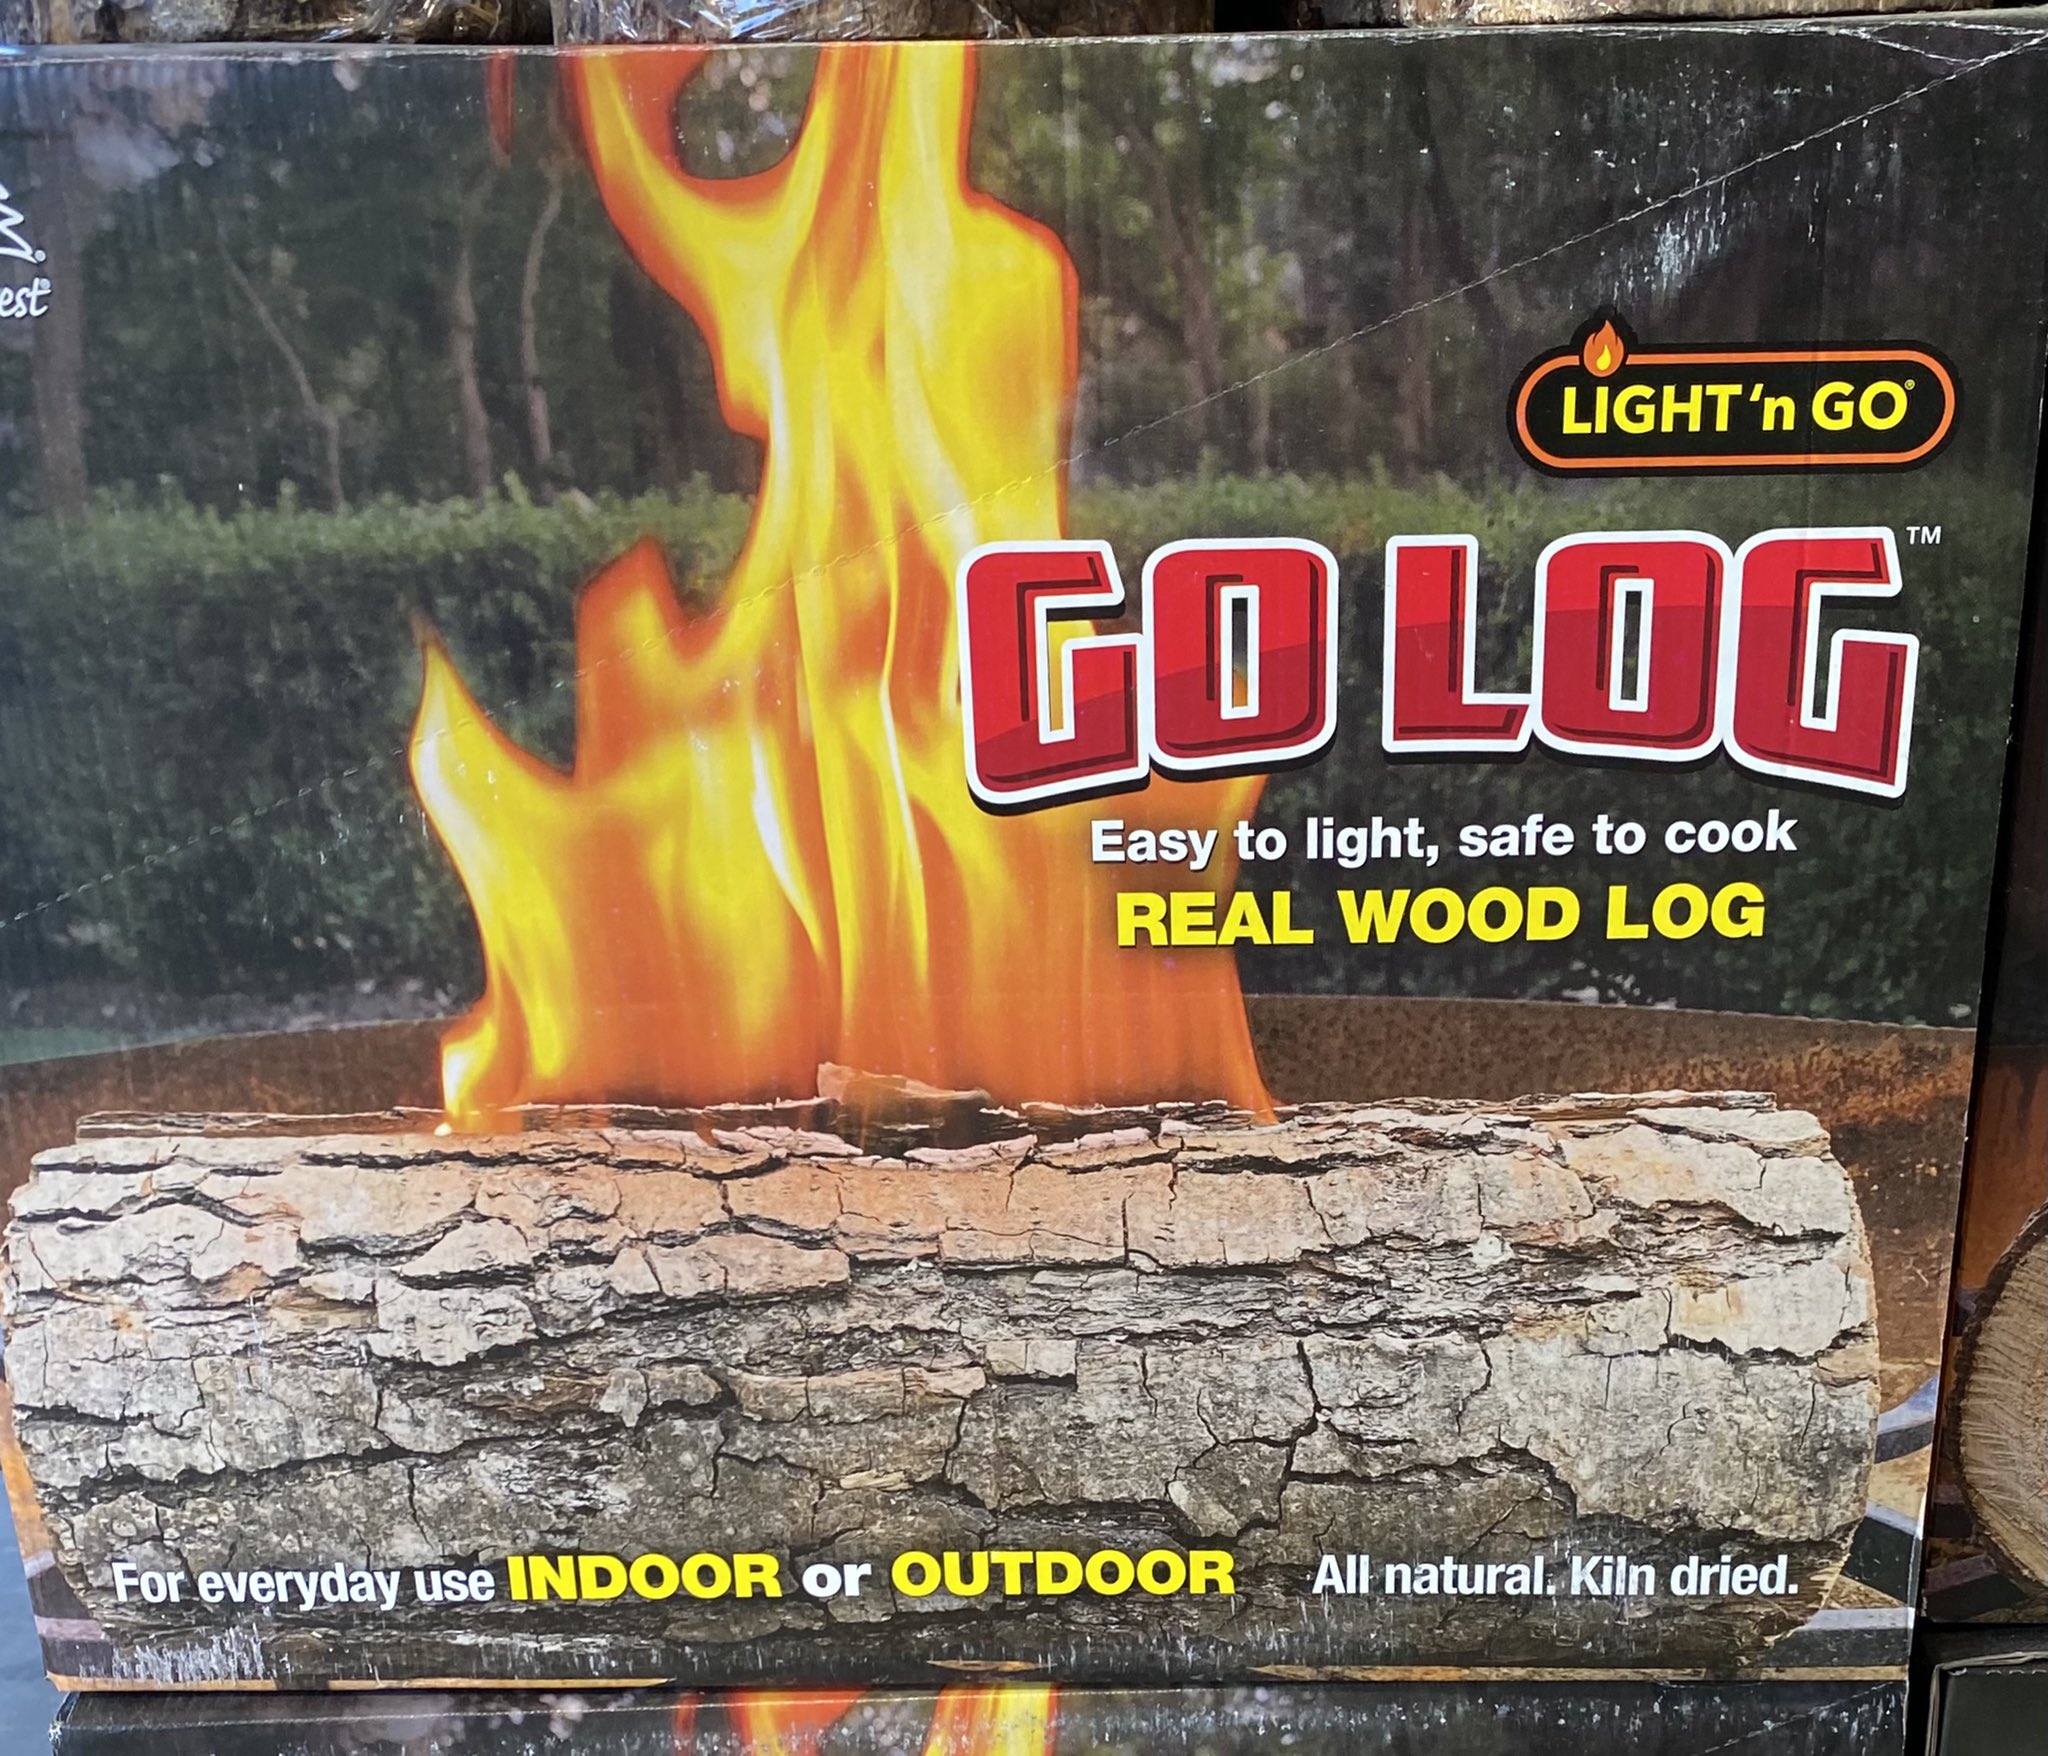 LIGHT 'n GO®
GO LOG™
Easy to light, safe to cook
REAL WOOD LOG
For everyday use INDOOR or OUTDOOR All natural. Kiln dried.